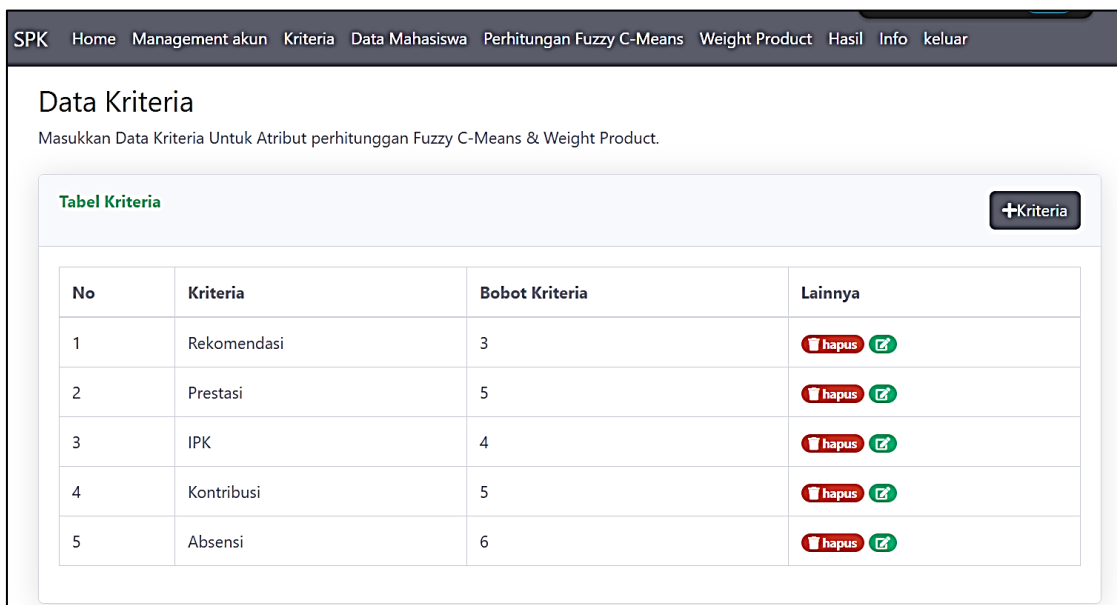 SPK Home Management akun Kriteria Data Mahasiswa Perhitungan Fuzzy C-Means Weight Product Hasil Info keluar
Data Kriteria
Masukkan Data Kriteria Untuk Atribut perhitunggan Fuzzy C-Means & Weight Product.
Tabel Kriteria
+Kriteria
No Kriteria Bobot Kriteria Lainnya
1 Rekomendasi 3 hapus
2 Prestasi 5 hapus
3 IPK 4 hapus
4 Kontribusi 5 hapus
5 Absensi 6 hapus